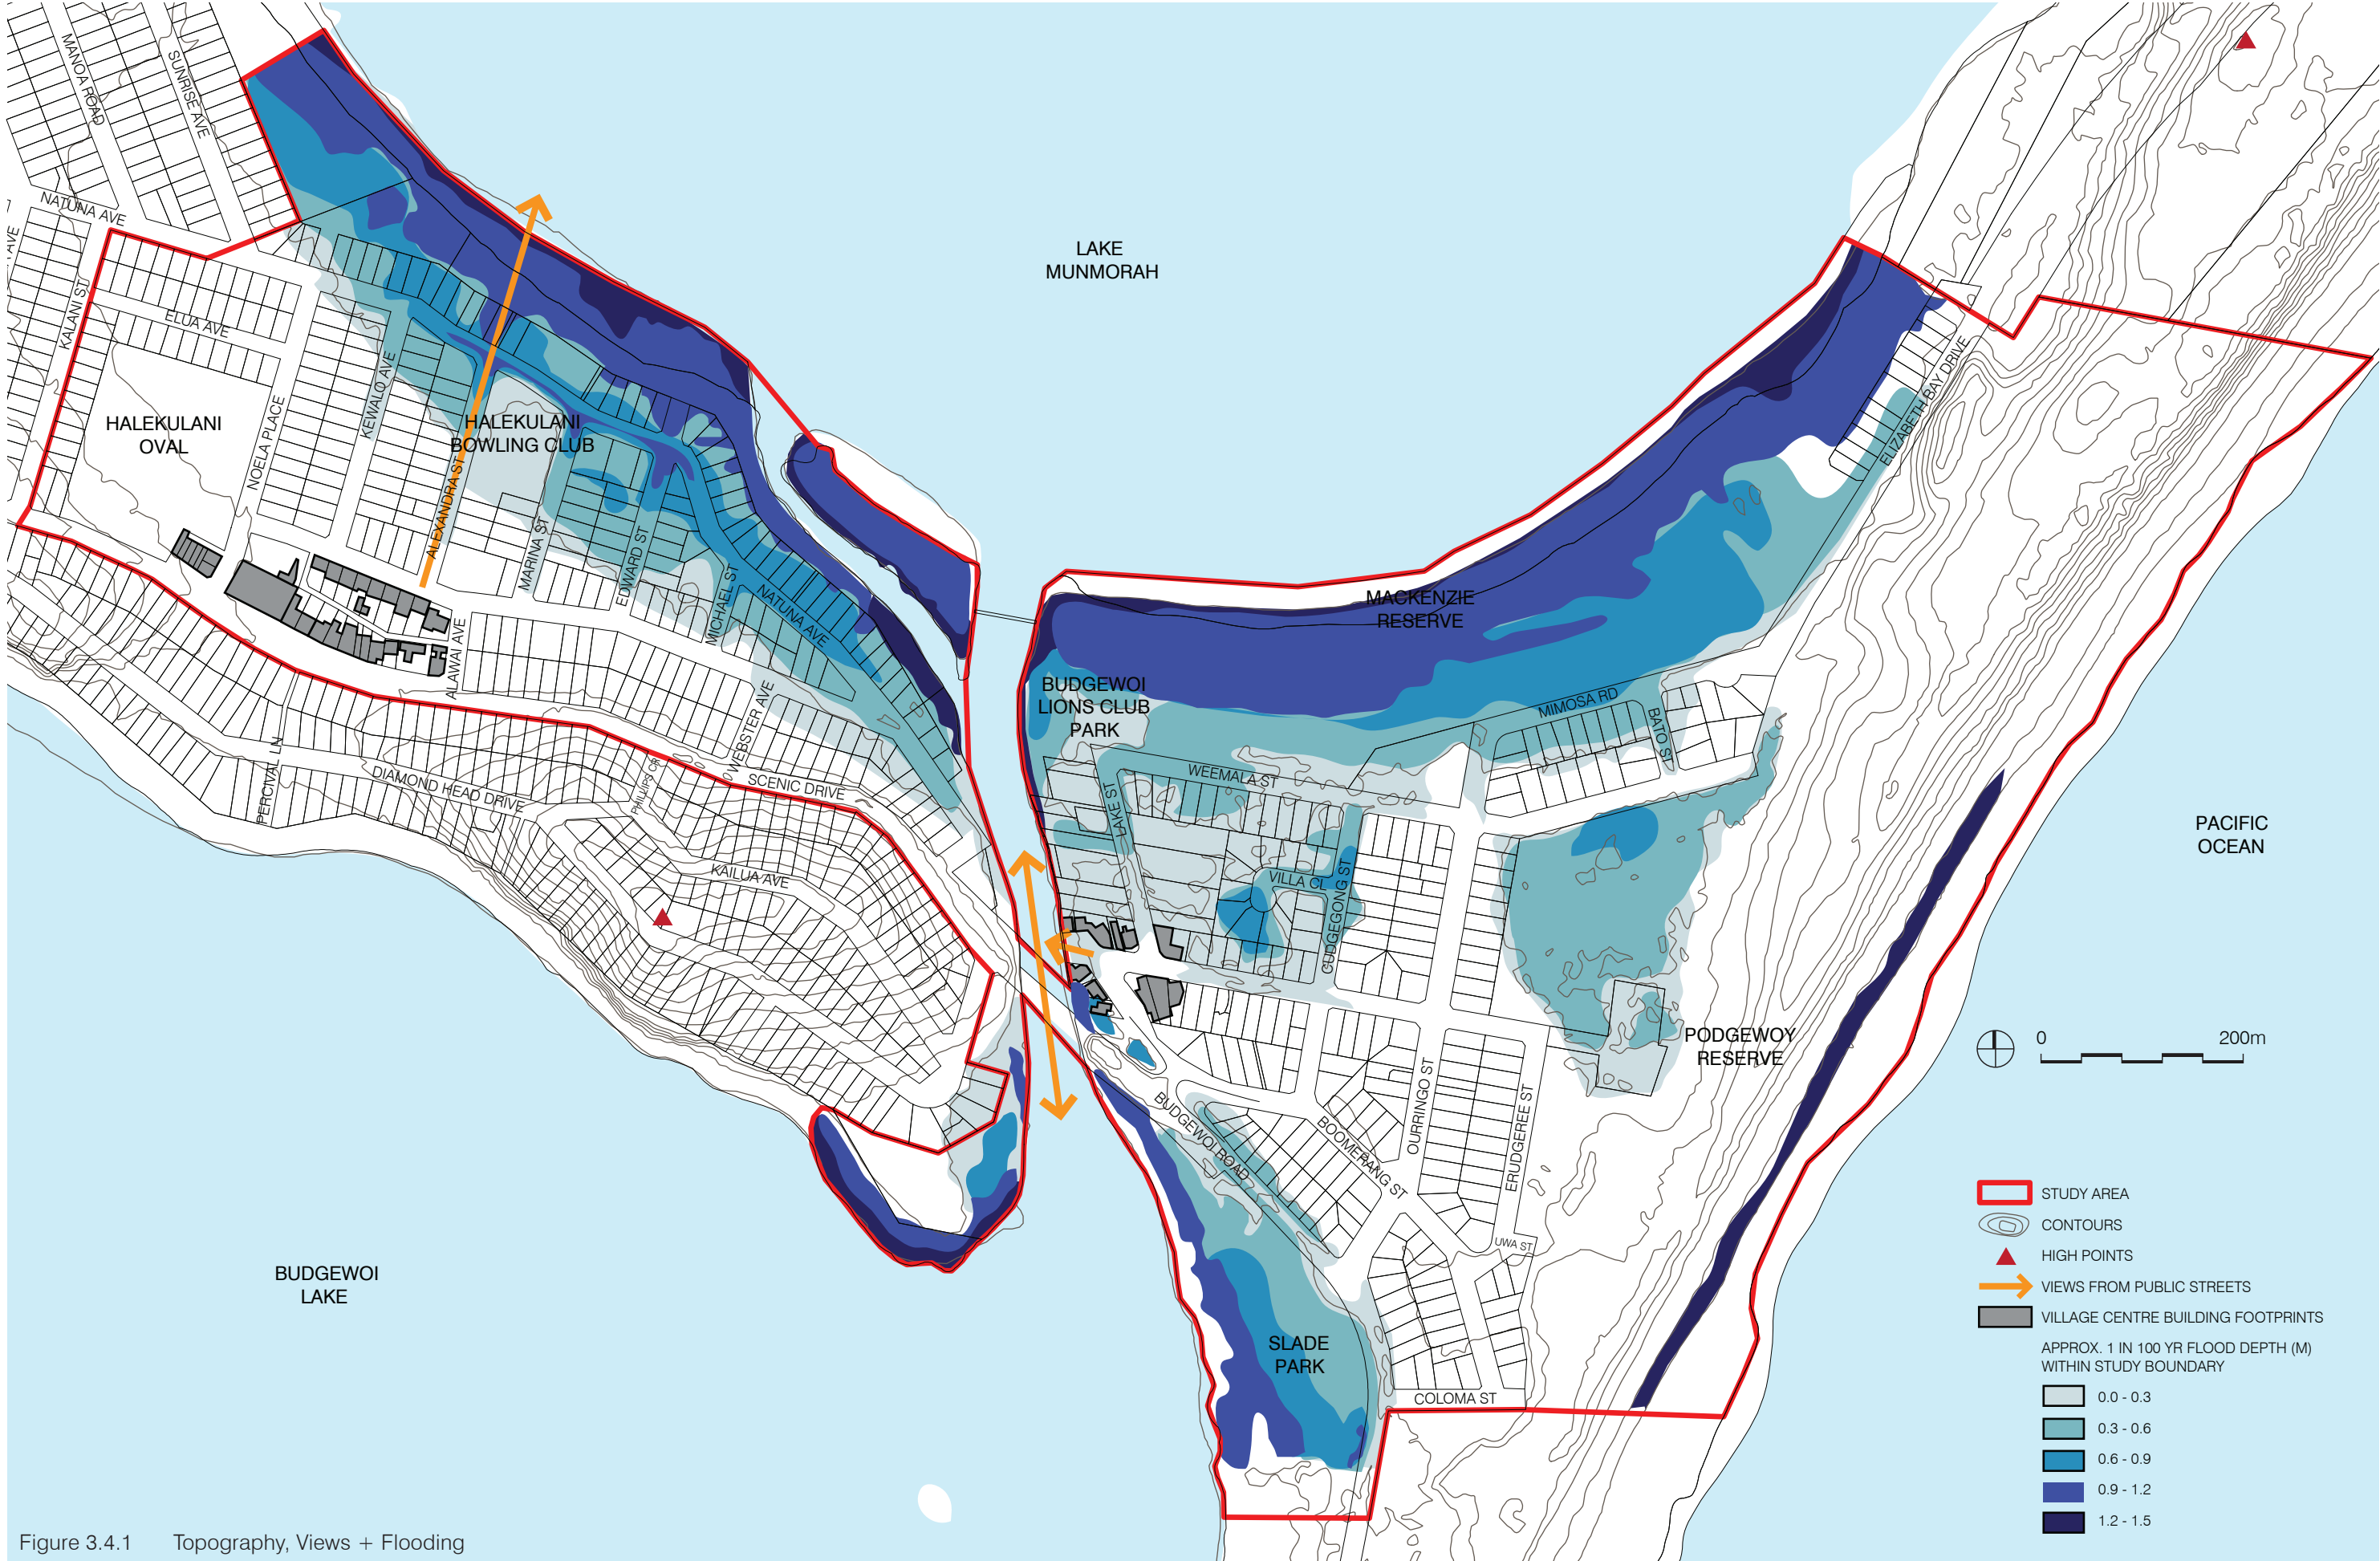 MANOA ROAD
SUNRISE AVE
NATUNA AVE
AVE
KALANI ST
ELUA AVE
HALEKULANI
OVAL
NOELA PLACE
KEWALO AVE
ALEXANDRA ST
HALEKULANI
BOWLING CLUB
MARINA ST
EDWARD ST
MICHAEL ST
NATUNA AVE
ALAWAI AVE
WEBSTER AVE
PERCIVAL LN
DIAMOND HEAD DRIVE
PHILLIPS CR
SCENIC DRIVE
KAILUA AVE
LAKE
MUNMORAH
MACKENZIE
RESERVE
ELIZABETH BAY DRIVE
BUDGEWOI
LIONS CLUB
PARK
MIMOSA RD
BATO ST
WEEMALA ST
LAKE ST
VILLA CL
GUDGEGONG ST
PACIFIC
OCEAN
PODGEWOY
RESERVE
BUDGEWOI ROAD
BOOMERANG ST
OURRINGO ST
ERUDGEREE ST
UWA ST
SLADE
PARK
COLOMA ST
BUDGEWOI
LAKE
0 200m
STUDY AREA
CONTOURS
HIGH POINTS
VIEWS FROM PUBLIC STREETS
VILLAGE CENTRE BUILDING FOOTPRINTS
APPROX. 1 IN 100 YR FLOOD DEPTH (M)
WITHIN STUDY BOUNDARY
0.0 - 0.3
0.3 - 0.6
0.6 - 0.9
0.9 - 1.2
1.2 - 1.5
Figure 3.4.1 Topography, Views + Flooding